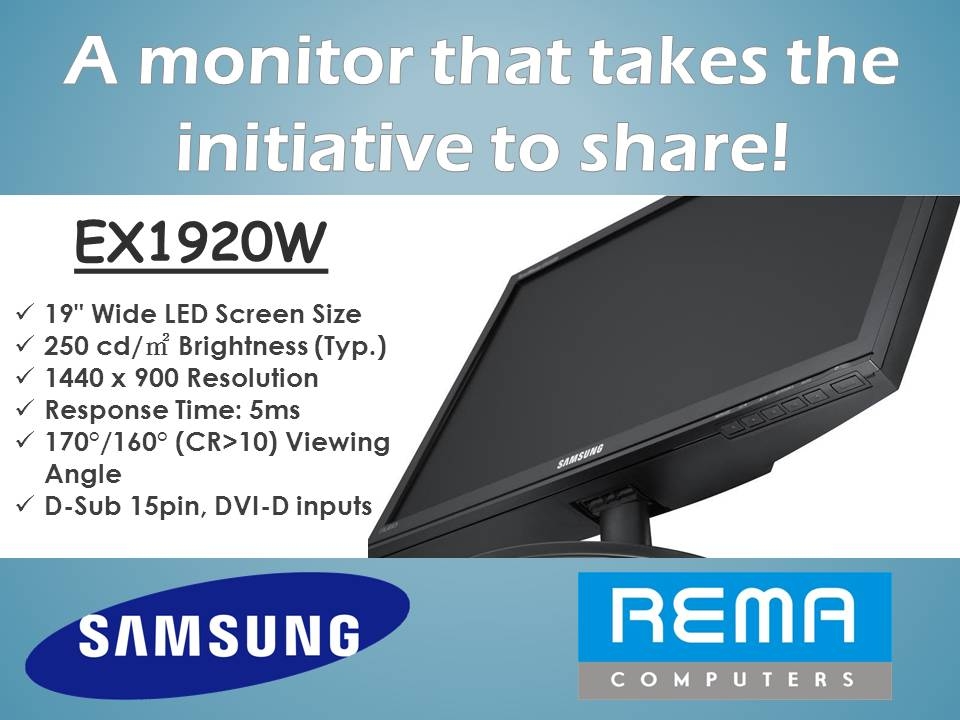 A monitor that takes the
initiative to share!
EX1920W
✓ 19" Wide LED Screen Size
✓ 250 cd/㎡ Brightness (Typ.)
✓ 1440 x 900 Resolution
✓ Response Time: 5ms
✓ 170°/160° (CR>10) Viewing
Angle
✓ D-Sub 15pin, DVI-D inputs
SAMSUNG
SAMSUNG
REMA
COMPUTERS